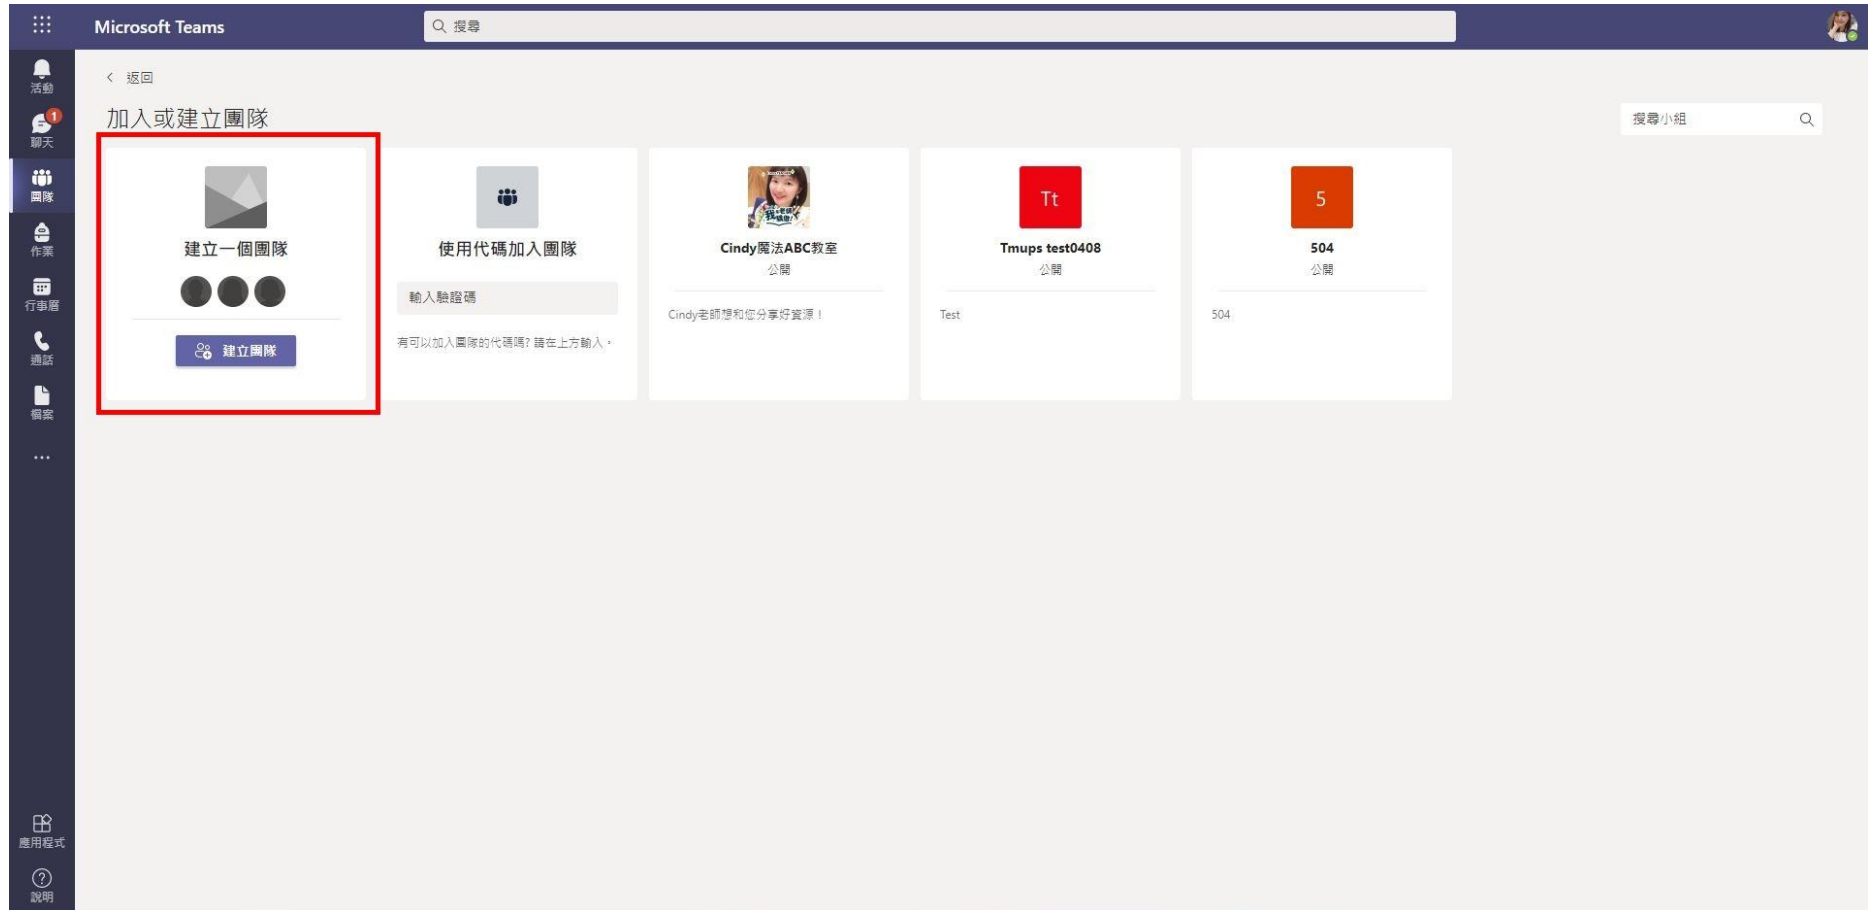 Microsoft Teams
搜尋
活動
聊天
1
團隊
作業
行事曆
通話
檔案
...
應用程式
說明
返回
加入或建立團隊
搜尋小組
建立一個團隊
建立團隊
使用代碼加入團隊
輸入驗證碼
有可以加入團隊的代碼嗎? 請在上方輸入。
Cindy魔法ABC教室
公開
Cindy老師想和您分享好資源！
Tt
Tmups test0408
公開
Test
5
504
公開
504